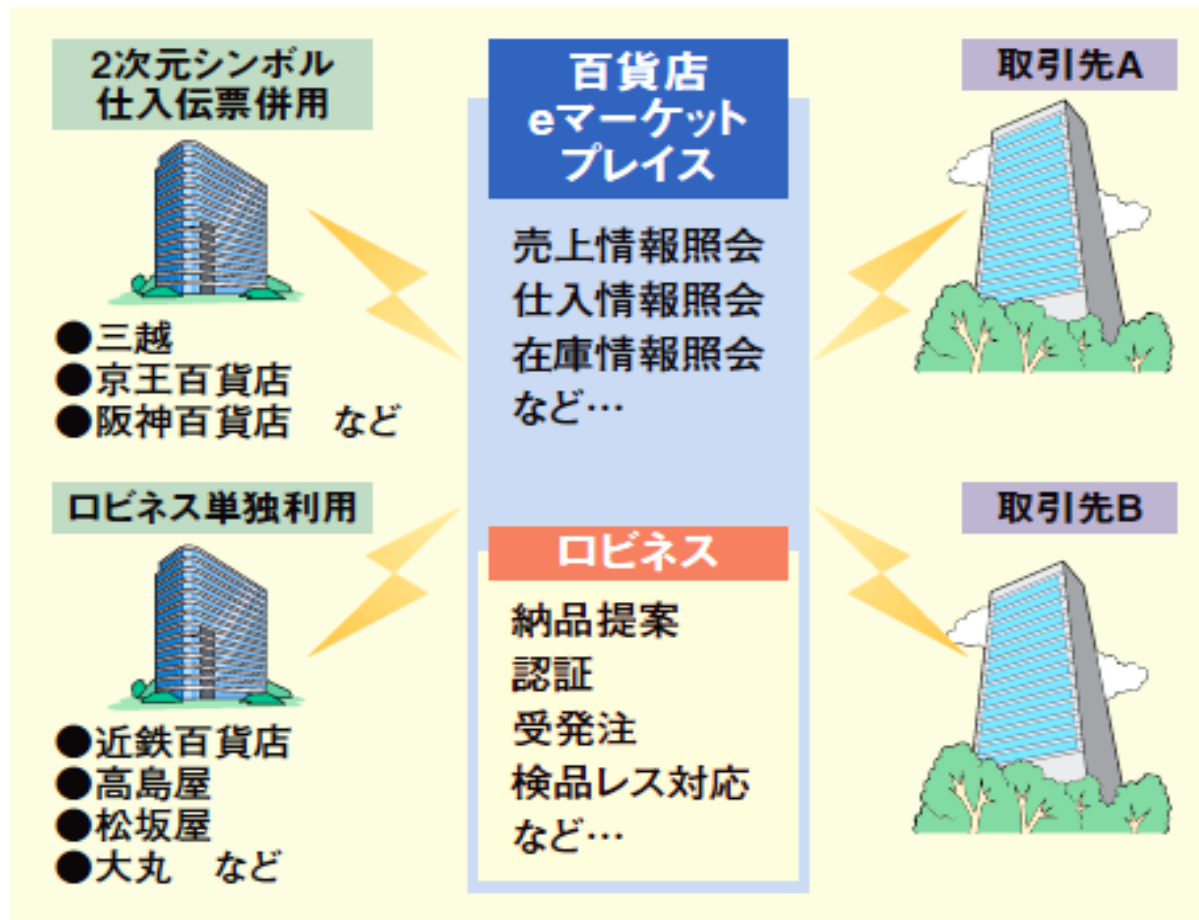 2次元シンボル
仕入伝票併用
●三越
●京王百貨店
●阪神百貨店　など
ロビネス単独利用
●近鉄百貨店
●高島屋
●松坂屋
●大丸　など
百貨店
eマーケット
プレイス
売上情報照会
仕入情報照会
在庫情報照会
など…
ロビネス
納品提案
認証
受発注
検品レス対応
など…
取引先A
取引先B